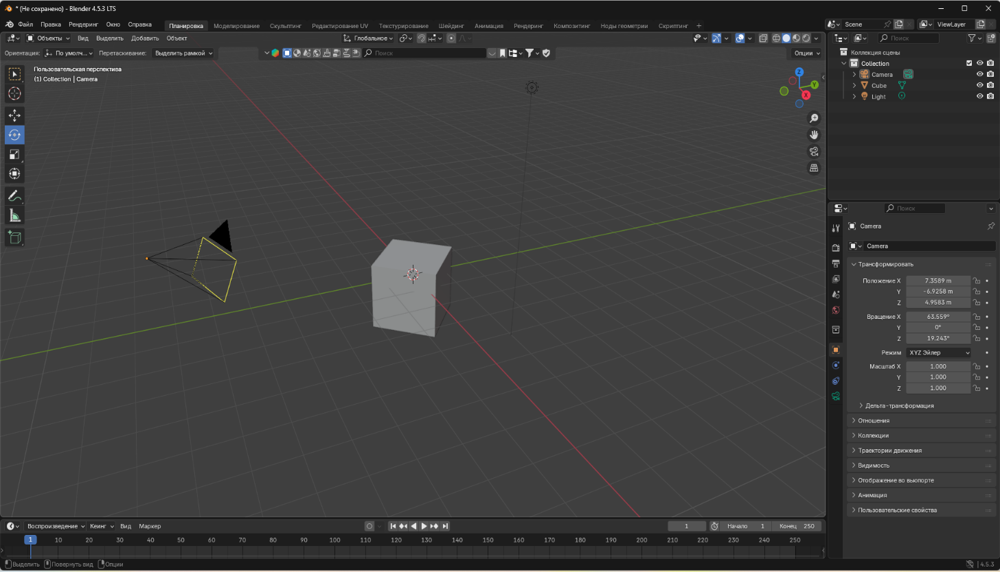 * (Не сохранено) - Blender 4.5.3 LTS
Файл Правка Рендеринг Окно Справка Планировка Моделирование Скульптинг Редактирование UV Текстурирование Шейдинг Анимация Рендеринг Композитинг Ноды геометрии Скриптинг + Scene ViewLayer
Объекты Вид Выделить Добавить Объект Глобальное Поиск
Ориентация: По умолч... Перетаскивание: Выделить рамкой Поиск Опции
Коллекция сцены
Collection
Camera
Cube
Light
Пользовательская перспектива
(1) Collection | Camera
Z
Y
X
Поиск
Camera
Camera
Трансформировать
Положение X 7.3589 m
Y -6.9258 m
Z 4.9583 m
Вращение X 63.559°
Y 0°
Z 19.243°
Режим XYZ Эйлер
Масштаб X 1.000
Y 1.000
Z 1.000
Дельта-трансформация
Отношения
Коллекции
Траектории движения
Видимость
Отображение во вьюпорте
Анимация
Пользовательские свойства
Воспроизведение Кеинг Вид Маркер 1 Начало 1 Конец 250
1 10 20 30 40 50 60 70 80 90 100 110 120 130 140 150 160 170 180 190 200 210 220 230 240 250
Выделить Повернуть вид Опции 4.5.3